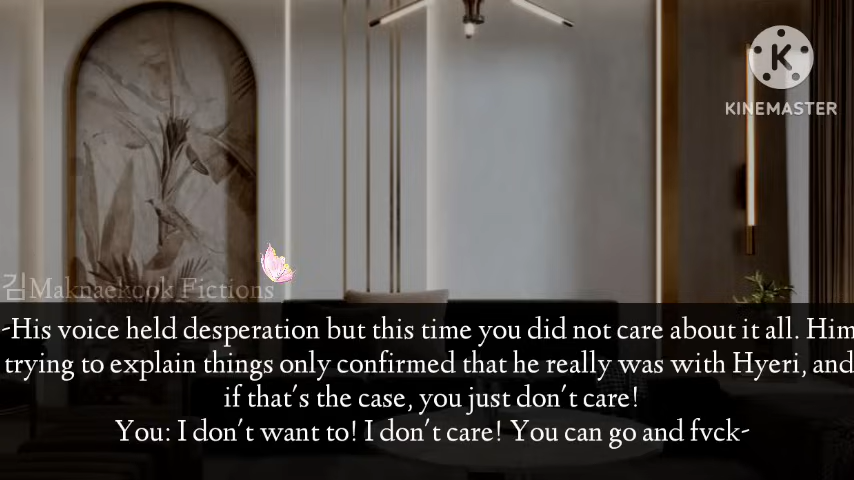 KINEMASTER
김Maknaekook Fictions
-His voice held desperation but this time you did not care about it all. Him
trying to explain things only confirmed that he really was with Hyeri, and
if that's the case, you just don't care!
You: I don't want to! I don't care! You can go and fvck-